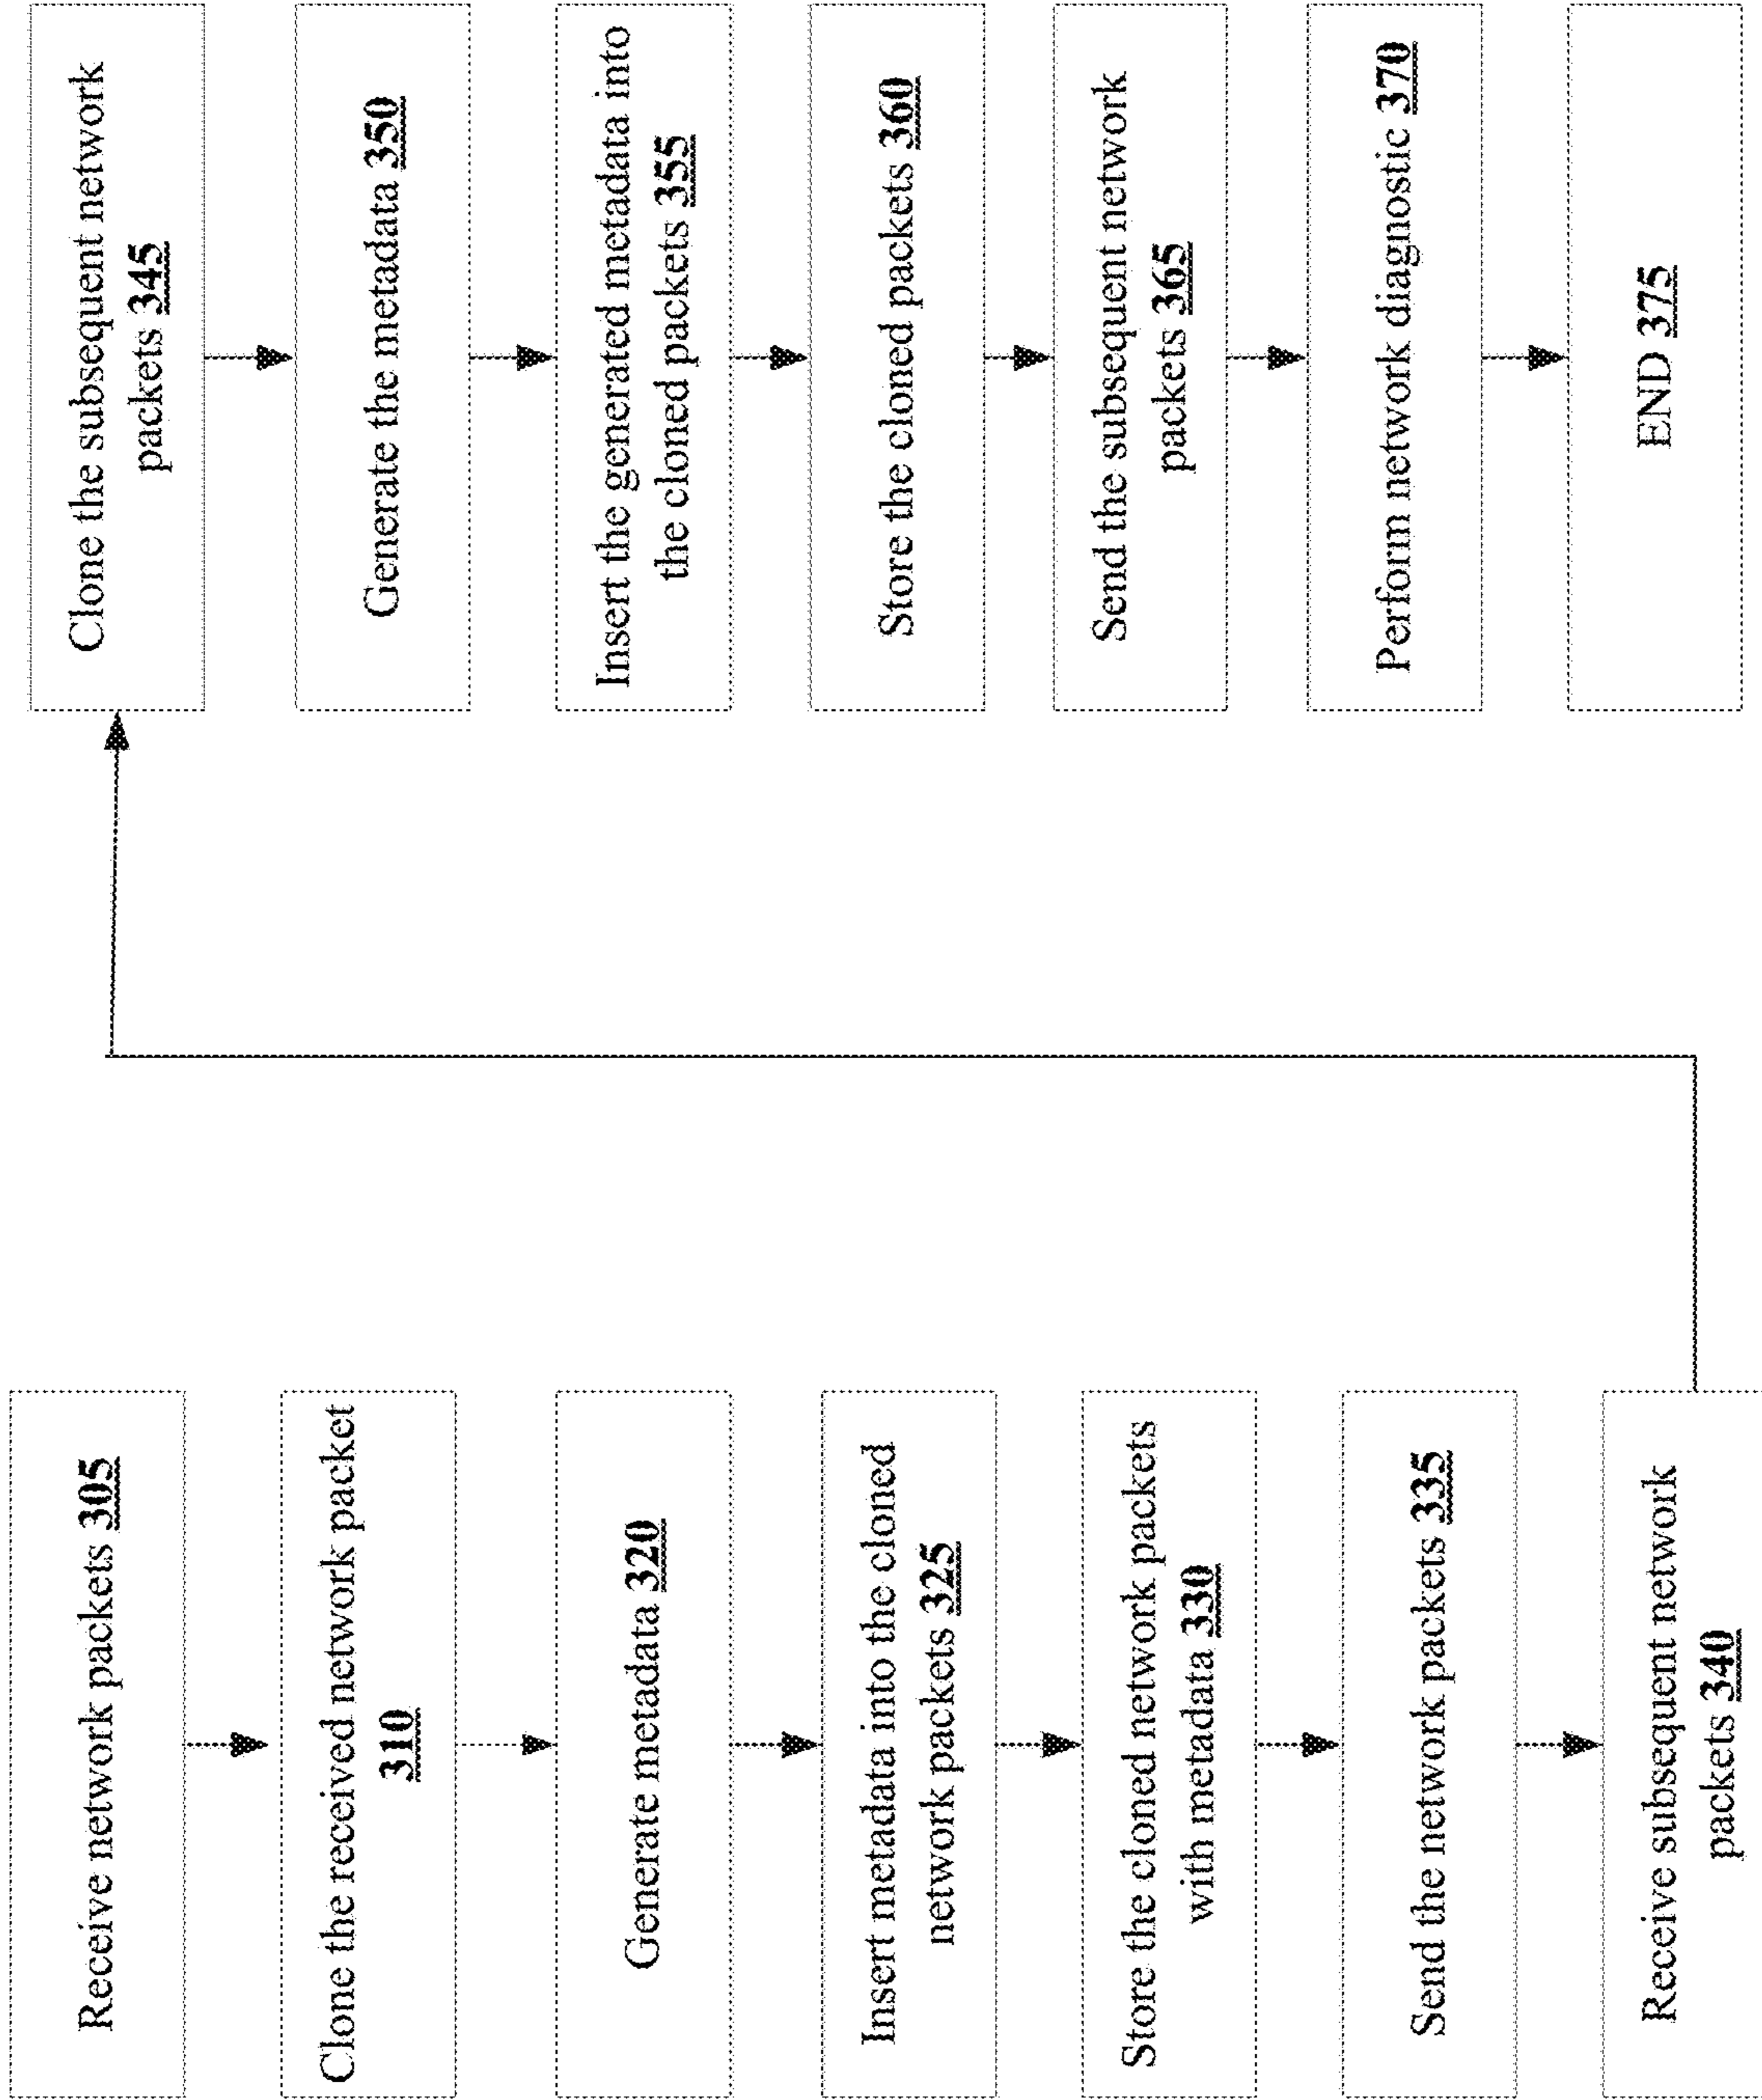 Receive network packets 305
Clone the received network packet
310
Generate metadata 320
Insert metadata into the cloned
network packets 325
Store the cloned network packets
with metadata 330
Send the network packets 335
Receive subsequent network
packets 340
Clone the subsequent network
packets 345
Generate the metadata 350
Insert the generated metadata into
the cloned packets 355
Store the cloned packets 360
Send the subsequent network
packets 365
Perform network diagnostic 370
END 375